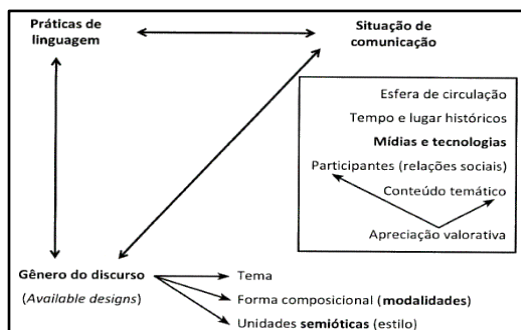 Práticas de
linguagem
Situação de
comunicação
Esfera de circulação
Tempo e lugar históricos
Mídias e tecnologias
Participantes (relações sociais)
Conteúdo temático
Apreciação valorativa
Gênero do discurso
(Available designs)
Tema
Forma composicional (modalidades)
Unidades semióticas (estilo)